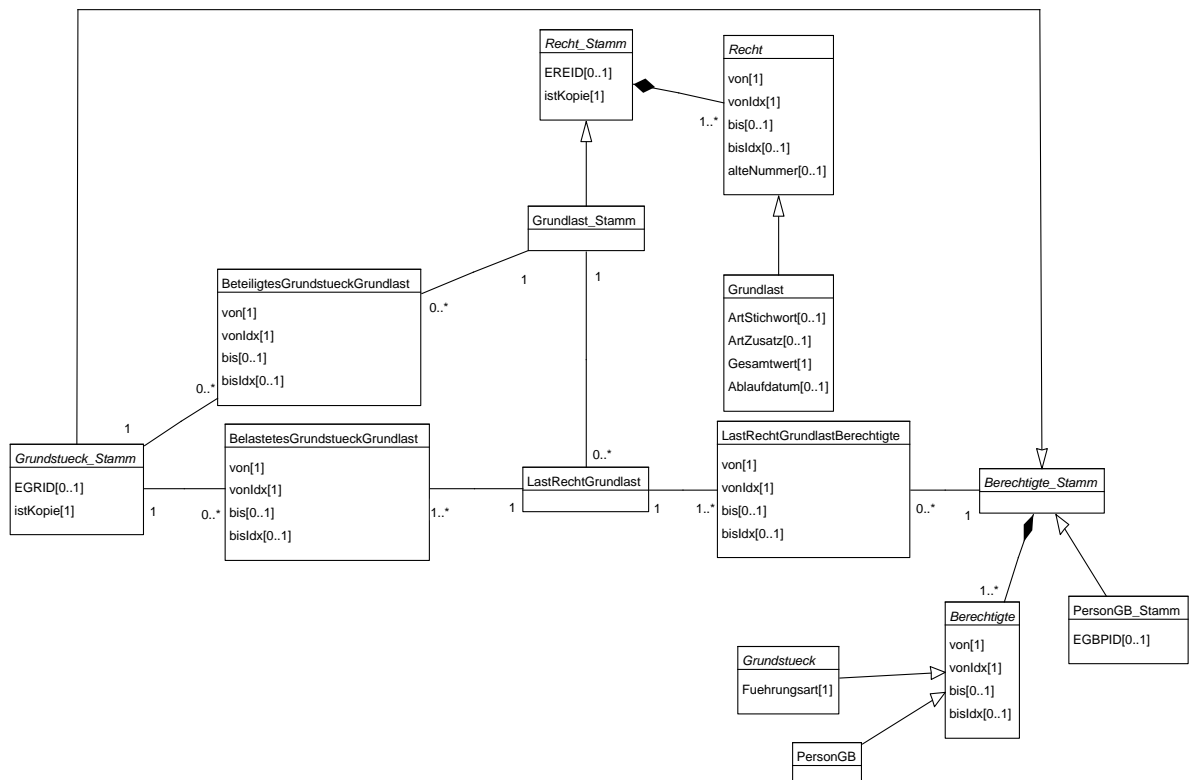 Recht_Stamm
EREID[0..1]
istKopie[1]
Recht
von[1]
vonIdx[1]
bis[0..1]
bisIdx[0..1]
alteNummer[0..1]
1..*
Grundlast_Stamm
1
1
BeteiligtesGrundstueckGrundlast
von[1]
vonIdx[1]
bis[0..1]
bisIdx[0..1]
0..*
0..*
1
Grundlast
ArtStichwort[0..1]
ArtZusatz[0..1]
Gesamtwert[1]
Ablaufdatum[0..1]
Grundstueck_Stamm
EGRID[0..1]
istKopie[1]
1
0..*
BelastetesGrundstueckGrundlast
von[1]
vonIdx[1]
bis[0..1]
bisIdx[0..1]
1..*
1
0..*
LastRechtGrundlast
1
1..*
LastRechtGrundlastBerechtigte
von[1]
vonIdx[1]
bis[0..1]
bisIdx[0..1]
0..*
1
Berechtigte_Stamm
1..*
Berechtigte
von[1]
vonIdx[1]
bis[0..1]
bisIdx[0..1]
PersonGB_Stamm
EGBPID[0..1]
Grundstueck
Fuehrungsart[1]
PersonGB